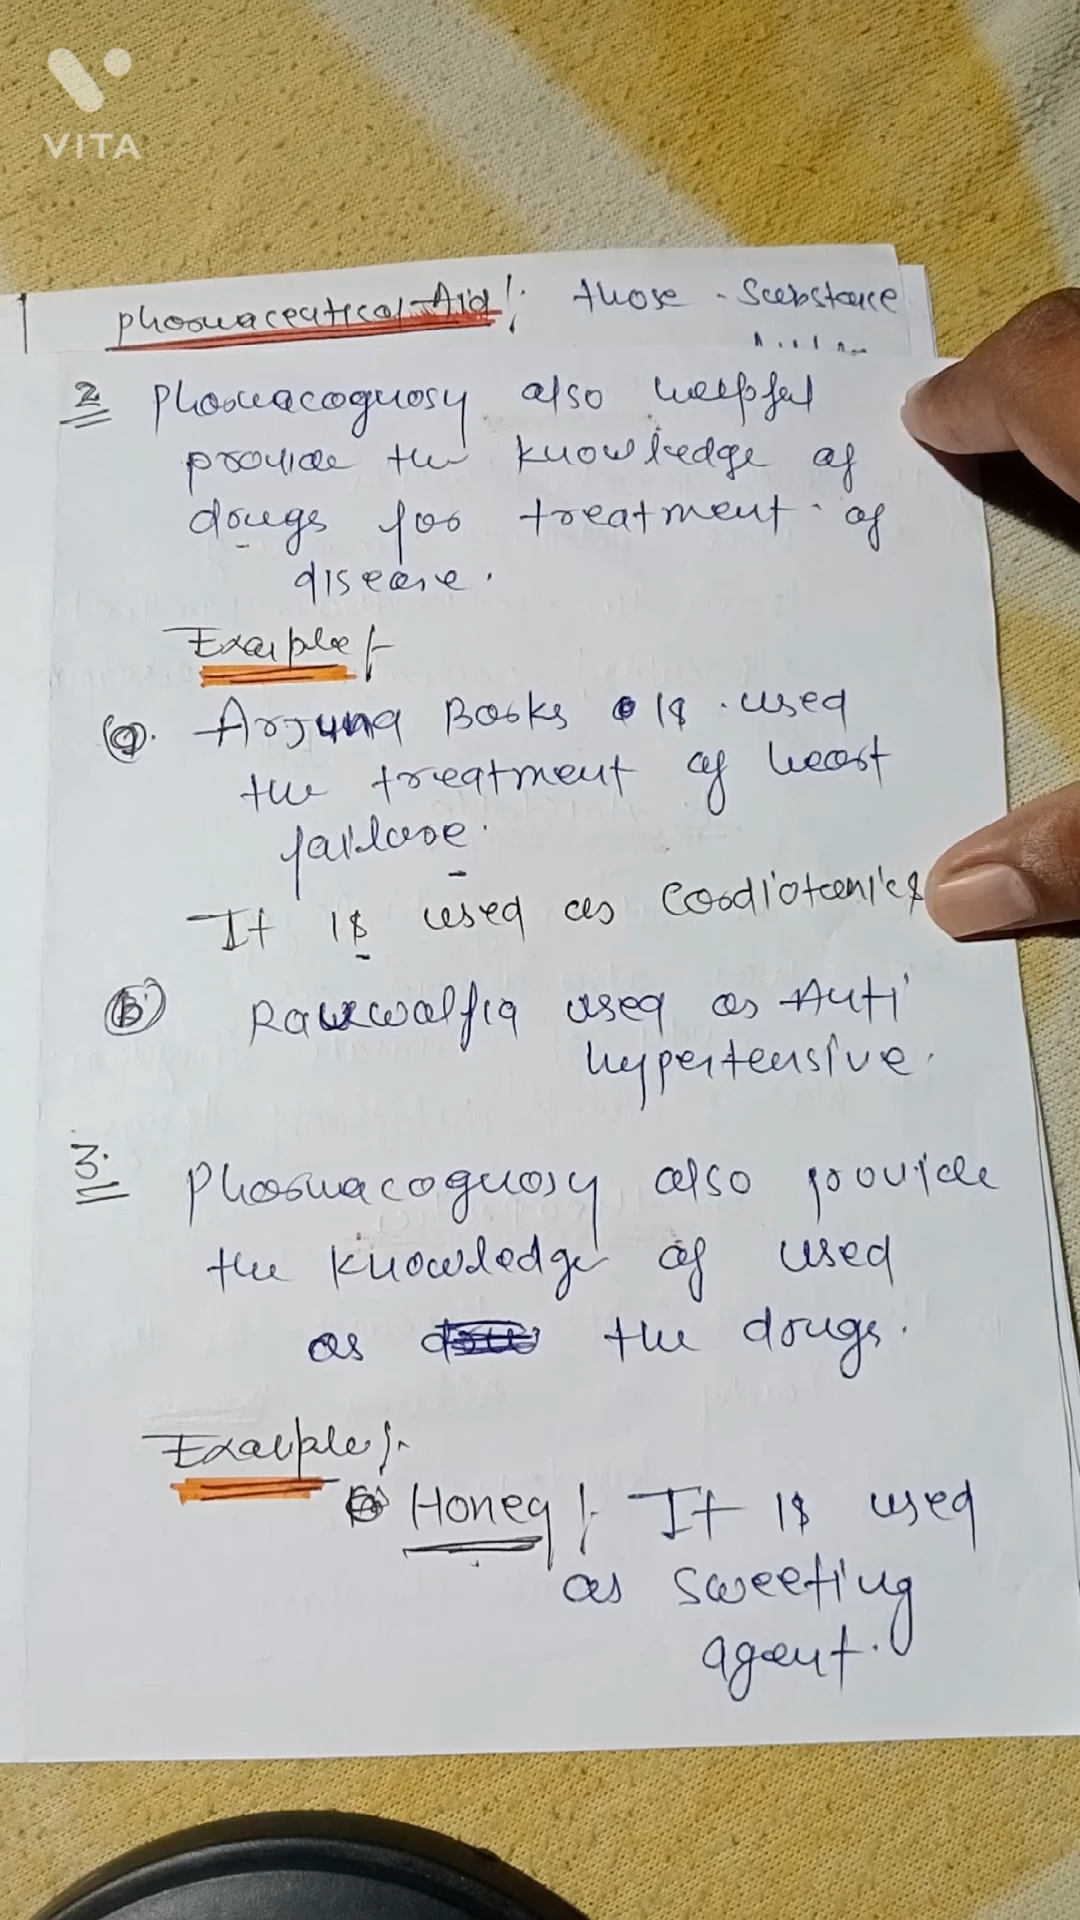 VITA
Pharmaceutical Aid :- those - Substance
2 Pharmacognosy also helpful
provide the knowledge of
drugs for treatment of
disease.
Example :-
(a). Arjuna Barks is used
the treatment of heart
failare.
It is used as Cardiotonics
(B) Rauwolfia used as Anti
hypertensive.
3. Pharmacognosy also provide
the knowledge of used
as the drugs.
Example :-
Honey :- It is used
as sweeting
agent.